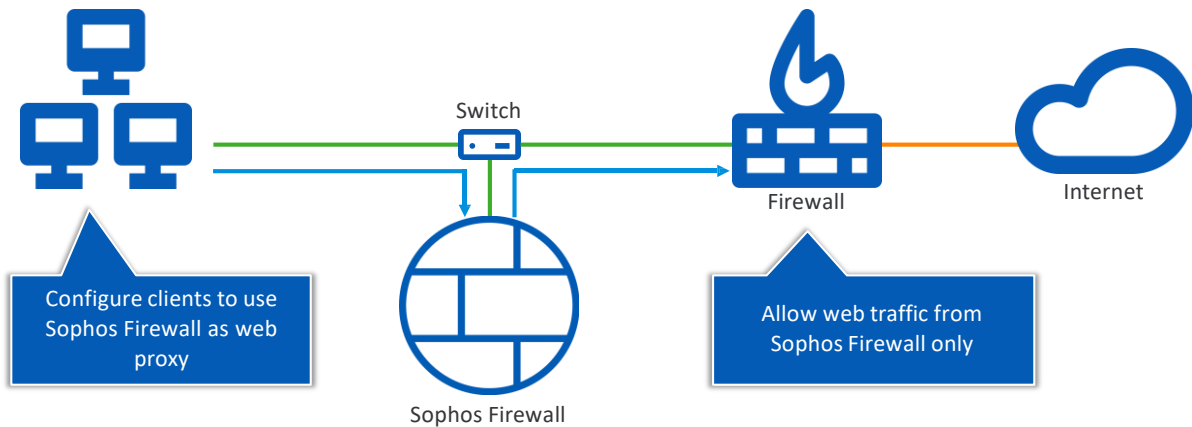 Switch
Firewall
Internet
Configure clients to use
Sophos Firewall as web
proxy
Allow web traffic from
Sophos Firewall only
Sophos Firewall